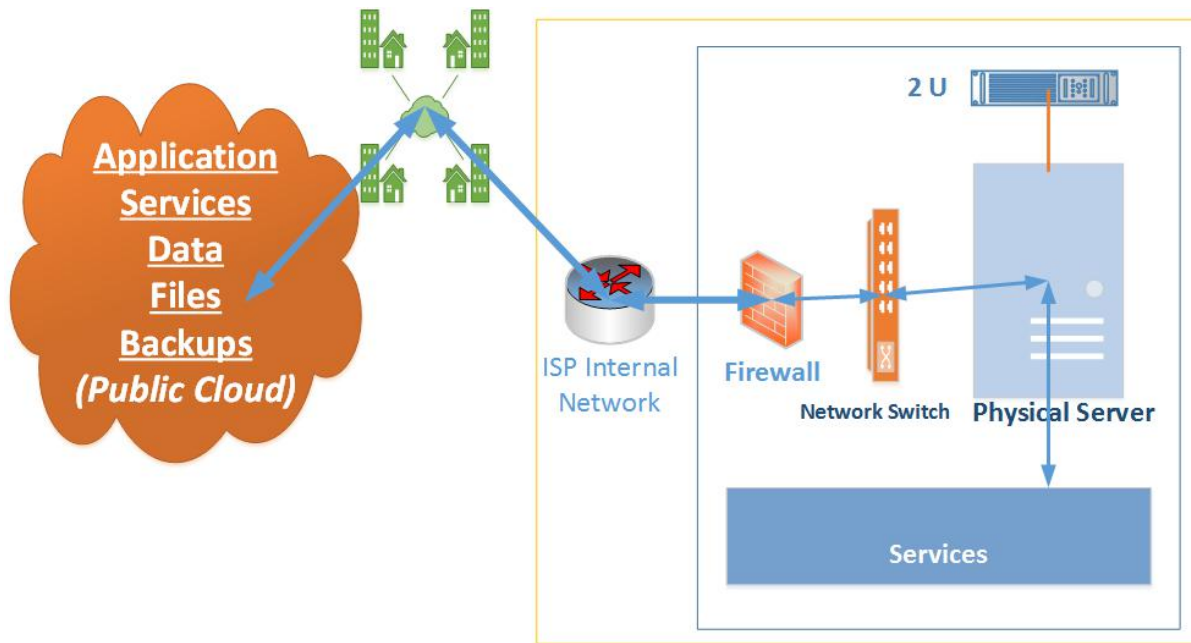 Application
Services
Data
Files
Backups
(Public Cloud)
2 U
ISP Internal
Network
Firewall
Network Switch
Physical Server
Services